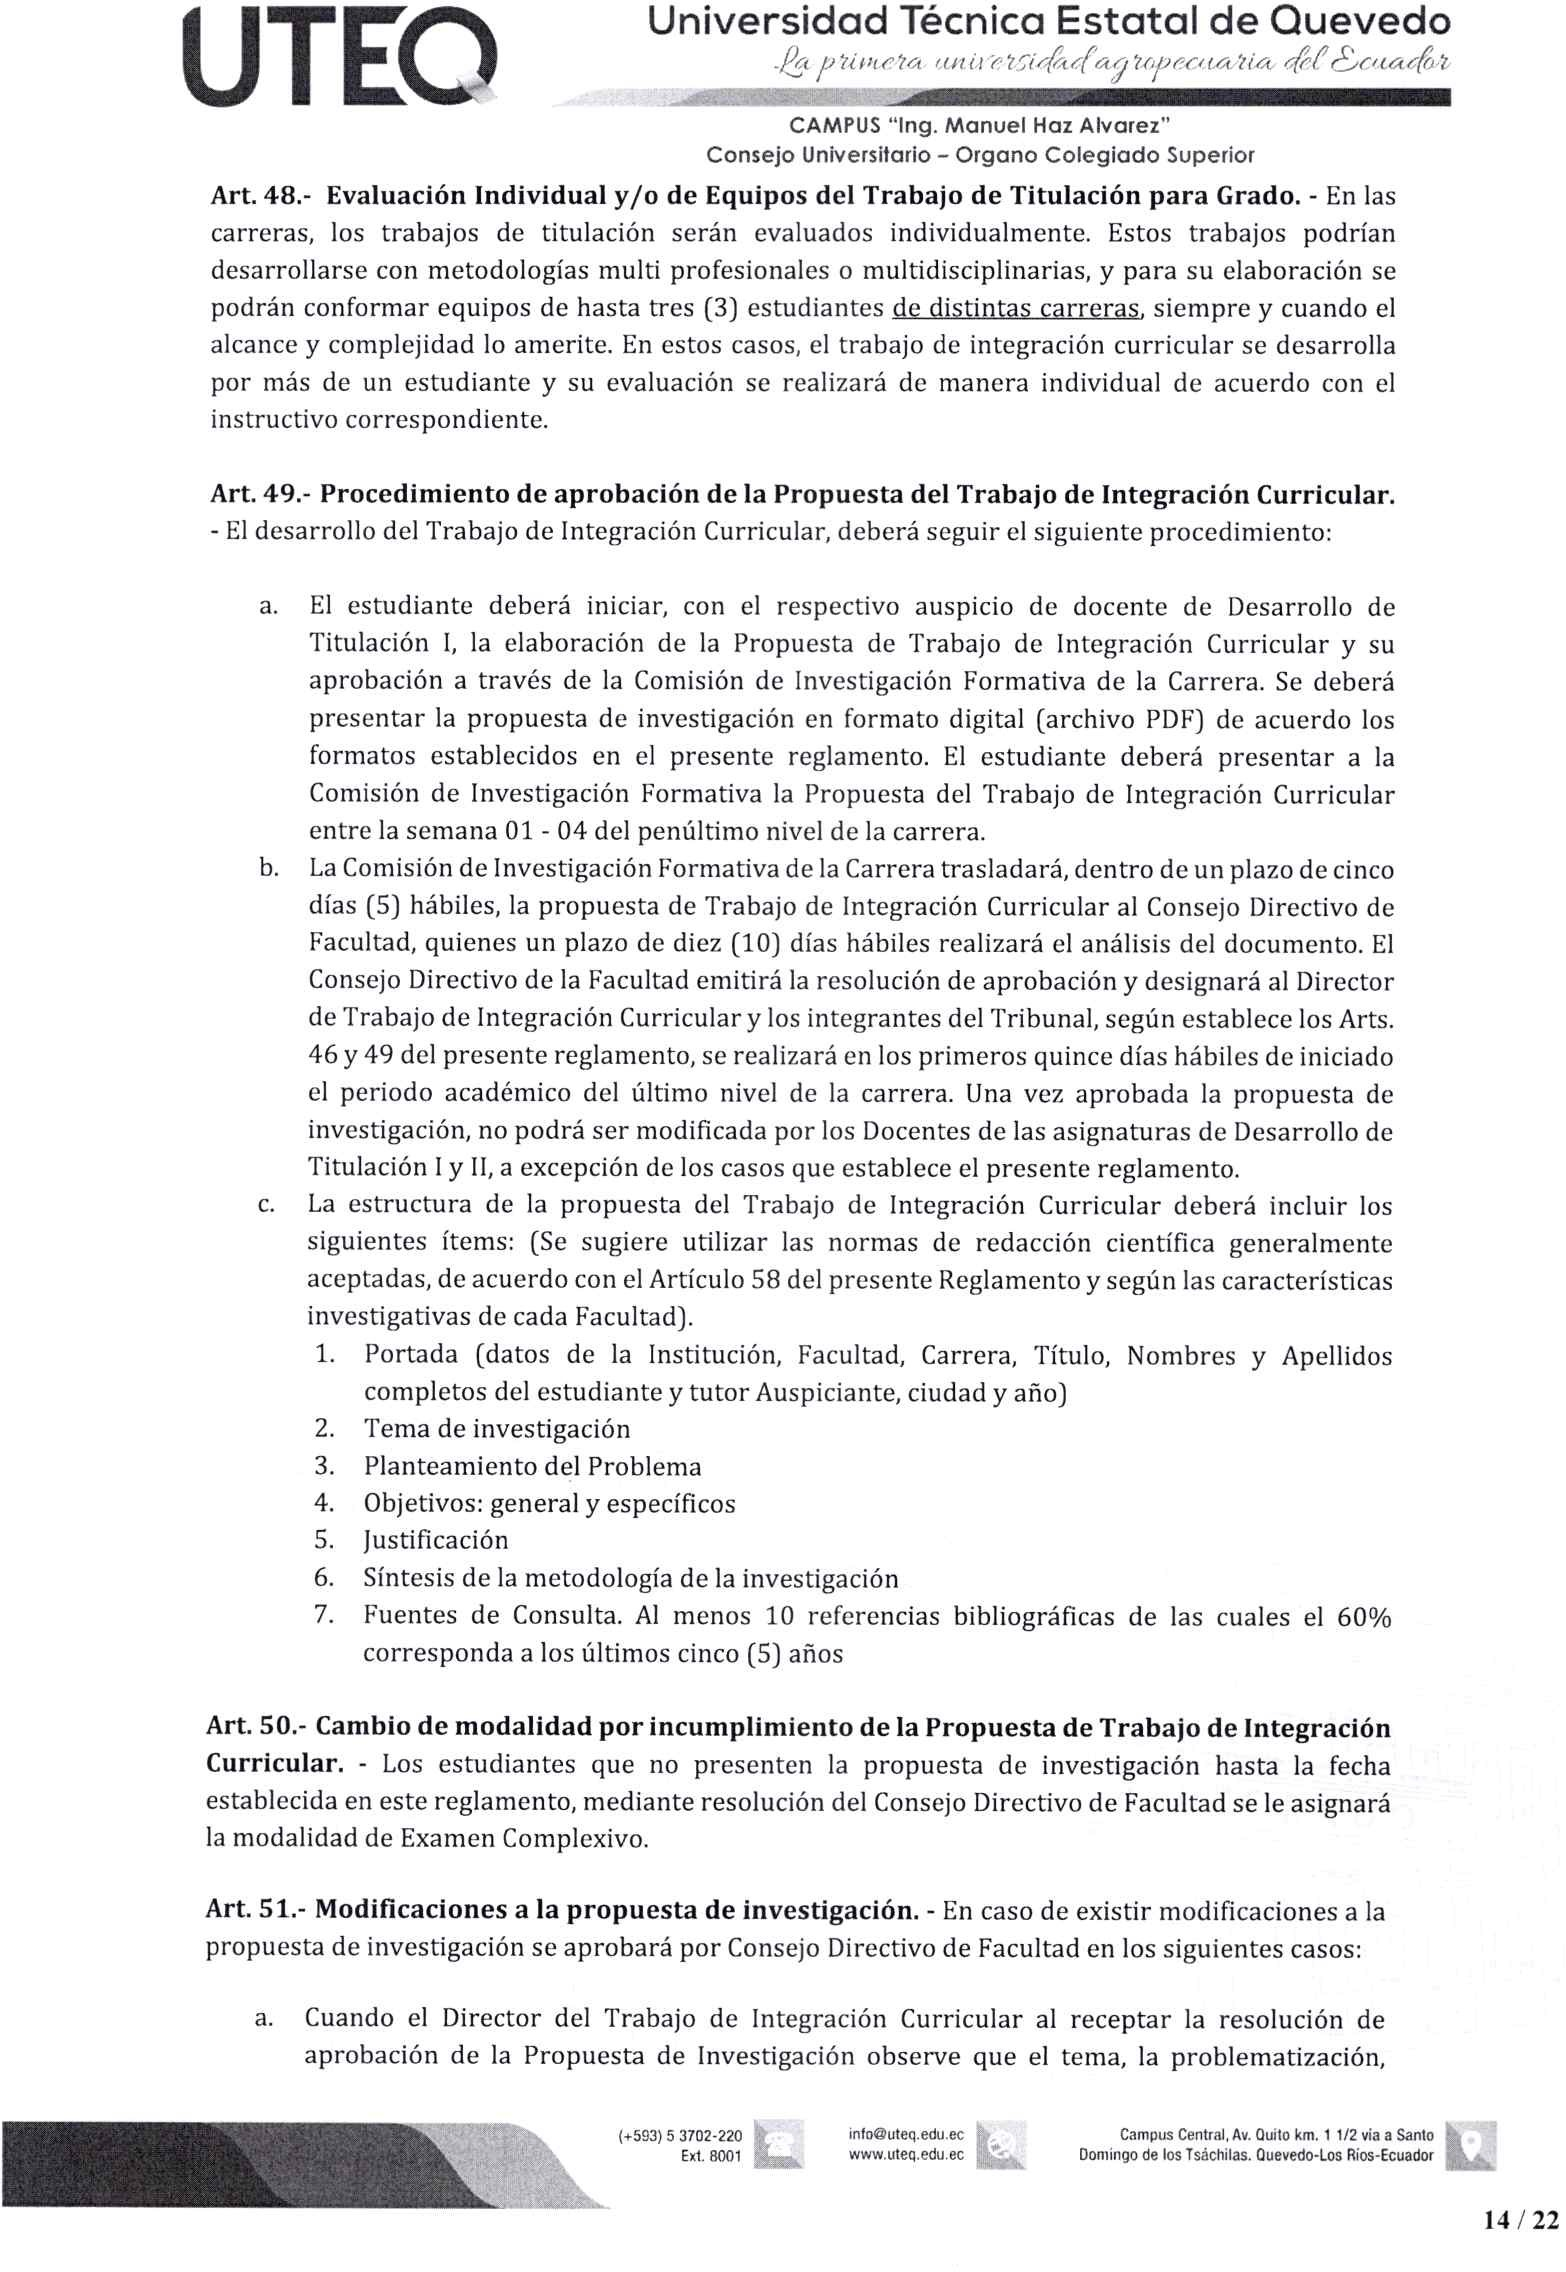 UTEQ
Universidad Técnica Estatal de Quevedo
La primera universidad agropecuaria del Ecuador
CAMPUS “Ing. Manuel Haz Alvarez”
Consejo Universitario – Organo Colegiado Superior
Art. 48.- Evaluación Individual y/o de Equipos del Trabajo de Titulación para Grado. - En las
carreras, los trabajos de titulación serán evaluados individualmente. Estos trabajos podrían
desarrollarse con metodologías multi profesionales o multidisciplinarias, y para su elaboración se
podrán conformar equipos de hasta tres (3) estudiantes de distintas carreras, siempre y cuando el
alcance y complejidad lo amerite. En estos casos, el trabajo de integración curricular se desarrolla
por más de un estudiante y su evaluación se realizará de manera individual de acuerdo con el
instructivo correspondiente.
Art. 49.- Procedimiento de aprobación de la Propuesta del Trabajo de Integración Curricular.
- El desarrollo del Trabajo de Integración Curricular, deberá seguir el siguiente procedimiento:
a. El estudiante deberá iniciar, con el respectivo auspicio de docente de Desarrollo de
Titulación I, la elaboración de la Propuesta de Trabajo de Integración Curricular y su
aprobación a través de la Comisión de Investigación Formativa de la Carrera. Se deberá
presentar la propuesta de investigación en formato digital (archivo PDF) de acuerdo los
formatos establecidos en el presente reglamento. El estudiante deberá presentar a la
Comisión de Investigación Formativa la Propuesta del Trabajo de Integración Curricular
entre la semana 01 - 04 del penúltimo nivel de la carrera.
b. La Comisión de Investigación Formativa de la Carrera trasladará, dentro de un plazo de cinco
días (5) hábiles, la propuesta de Trabajo de Integración Curricular al Consejo Directivo de
Facultad, quienes un plazo de diez (10) días hábiles realizará el análisis del documento. El
Consejo Directivo de la Facultad emitirá la resolución de aprobación y designará al Director
de Trabajo de Integración Curricular y los integrantes del Tribunal, según establece los Arts.
46 y 49 del presente reglamento, se realizará en los primeros quince días hábiles de iniciado
el periodo académico del último nivel de la carrera. Una vez aprobada la propuesta de
investigación, no podrá ser modificada por los Docentes de las asignaturas de Desarrollo de
Titulación I y II, a excepción de los casos que establece el presente reglamento.
c. La estructura de la propuesta del Trabajo de Integración Curricular deberá incluir los
siguientes ítems: (Se sugiere utilizar las normas de redacción científica generalmente
aceptadas, de acuerdo con el Artículo 58 del presente Reglamento y según las características
investigativas de cada Facultad).
1. Portada (datos de la Institución, Facultad, Carrera, Título, Nombres y Apellidos
completos del estudiante y tutor Auspiciante, ciudad y año)
2. Tema de investigación
3. Planteamiento del Problema
4. Objetivos: general y específicos
5. Justificación
6. Síntesis de la metodología de la investigación
7. Fuentes de Consulta. Al menos 10 referencias bibliográficas de las cuales el 60%
corresponda a los últimos cinco (5) años
Art. 50.- Cambio de modalidad por incumplimiento de la Propuesta de Trabajo de Integración
Curricular. - Los estudiantes que no presenten la propuesta de investigación hasta la fecha
establecida en este reglamento, mediante resolución del Consejo Directivo de Facultad se le asignará
la modalidad de Examen Complexivo.
Art. 51.- Modificaciones a la propuesta de investigación. - En caso de existir modificaciones a la
propuesta de investigación se aprobará por Consejo Directivo de Facultad en los siguientes casos:
a. Cuando el Director del Trabajo de Integración Curricular al receptar la resolución de
aprobación de la Propuesta de Investigación observe que el tema, la problematización,
(+593) 5 3702-220
Ext. 8001
info@uteq.edu.ec
www.uteq.edu.ec
Campus Central, Av. Quito km. 1 1/2 via a Santo
Domingo de los Tsáchilas. Quevedo-Los Ríos-Ecuador
14 / 22